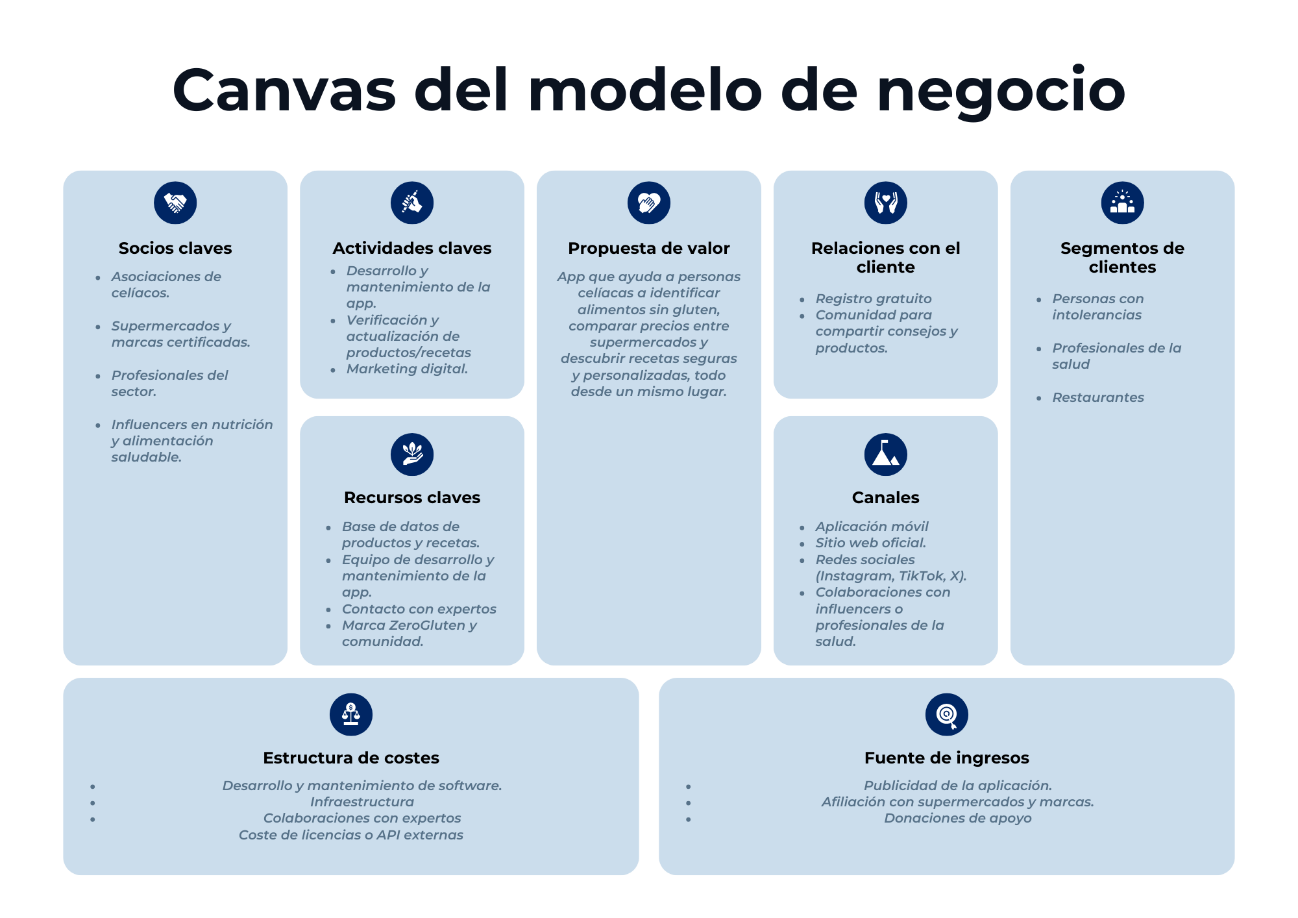 Canvas del modelo de negocio
Socios claves
• Asociaciones de
celíacos.
• Supermercados y
marcas certificadas.
• Profesionales del
sector.
• Influencers en nutrición
y alimentación
saludable.
Actividades claves
• Desarrollo y
mantenimiento de la
app.
• Verificación y
actualización de
productos/recetas
• Marketing digital.
Recursos claves
• Base de datos de
productos y recetas.
• Equipo de desarrollo y
mantenimiento de la
app.
• Contacto con expertos
• Marca ZeroGluten y
comunidad.
Propuesta de valor
App que ayuda a personas
celíacas a identificar
alimentos sin gluten,
comparar precios entre
supermercados y
descubrir recetas seguras
y personalizadas, todo
desde un mismo lugar.
Relaciones con el
cliente
• Registro gratuito
• Comunidad para
compartir consejos y
productos.
Canales
• Aplicación móvil
• Sitio web oficial.
• Redes sociales
(Instagram, TikTok, X).
• Colaboraciones con
influencers o
profesionales de la
salud.
Segmentos de
clientes
• Personas con
intolerancias
• Profesionales de la
salud
• Restaurantes
Estructura de costes
• Desarrollo y mantenimiento de software.
• Infraestructura
• Colaboraciones con expertos
Coste de licencias o API externas
Fuente de ingresos
• Publicidad de la aplicación.
• Afiliación con supermercados y marcas.
• Donaciones de apoyo